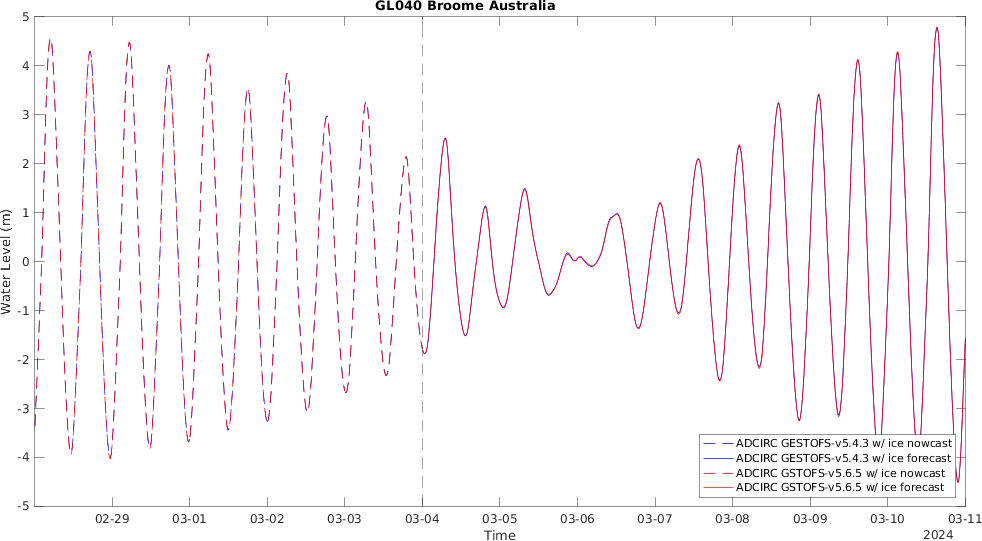 GL040 Broome Australia
5
4
3
2
1
0
-1
-2
-3
-4
-5
Water Level (m)
ADCIRC GESTOFS-v5.4.3 w/ ice nowcast
ADCIRC GESTOFS-v5.4.3 w/ ice forecast
ADCIRC GSTOFS-v5.6.5 w/ ice nowcast
ADCIRC GSTOFS-v5.6.5 w/ ice forecast
02-29 03-01 03-02 03-03 03-04 03-05 03-06 03-07 03-08 03-09 03-10 03-11
Time
2024